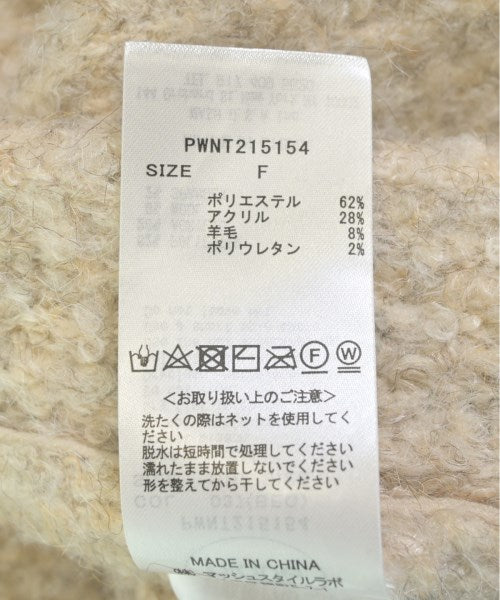 PWNT215154
SIZE F
ポリエステル 62%
アクリル 28%
羊毛 8%
ポリウレタン 2%
F W
<お取り扱い上のご注意>
洗たくの際はネットを使用してく
ださい
脱水は短時間で処理してください
濡れたまま放置しないでください
形を整えてから干してください
MADE IN CHINA
(株)マッシュスタイルラボ